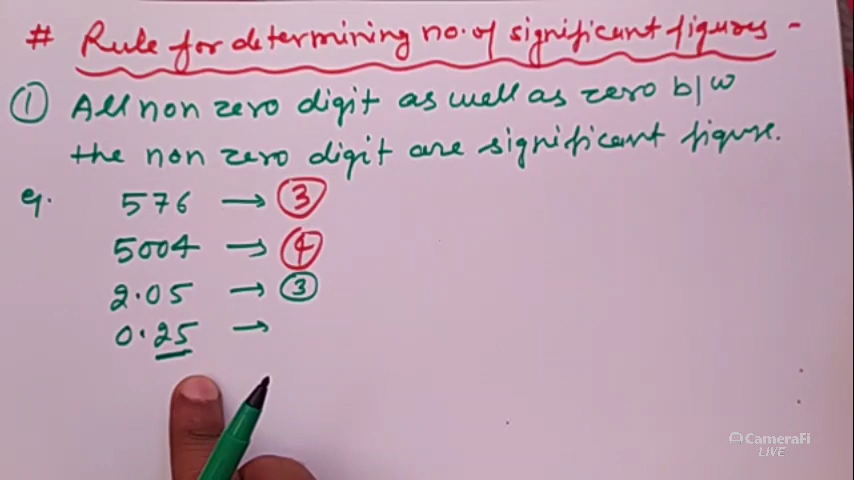 # Rule for determining no. of significant figures -
① All non zero digit as well as zero b/w
the non zero digit are significant figure.
eg. 576 → ③
5004 → ④
2.05 → ③
0.25 →
CameraFi
LIVE